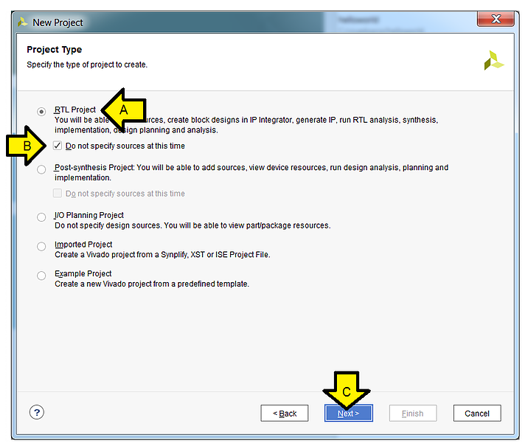 New Project
Project Type
Specify the type of project to create.
RTL Project
A
You will be able sources, create block designs in IP Integrator, generate IP, run RTL analysis, synthesis,
implementation, design planning and analysis.
B
Do not specify sources at this time
Post-synthesis Project: You will be able to add sources, view device resources, run design analysis, planning and
implementation.
Do not specify sources at this time
I/O Planning Project
Do not specify design sources. You will be able to view part/package resources.
Imported Project
Create a Vivado project from a Synplify, XST or ISE Project File.
Example Project
Create a new Vivado project from a predefined template.
C
?
< Back
Next >
Finish
Cancel